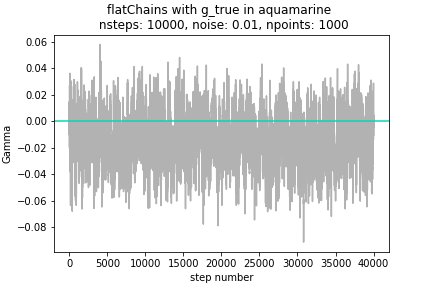 flatChains with g_true in aquamarine
nsteps: 10000, noise: 0.01, npoints: 1000
0.06
0.04
0.02
0.00
−0.02
−0.04
−0.06
−0.08
Gamma
0 5000 10000 15000 20000 25000 30000 35000 40000
step number